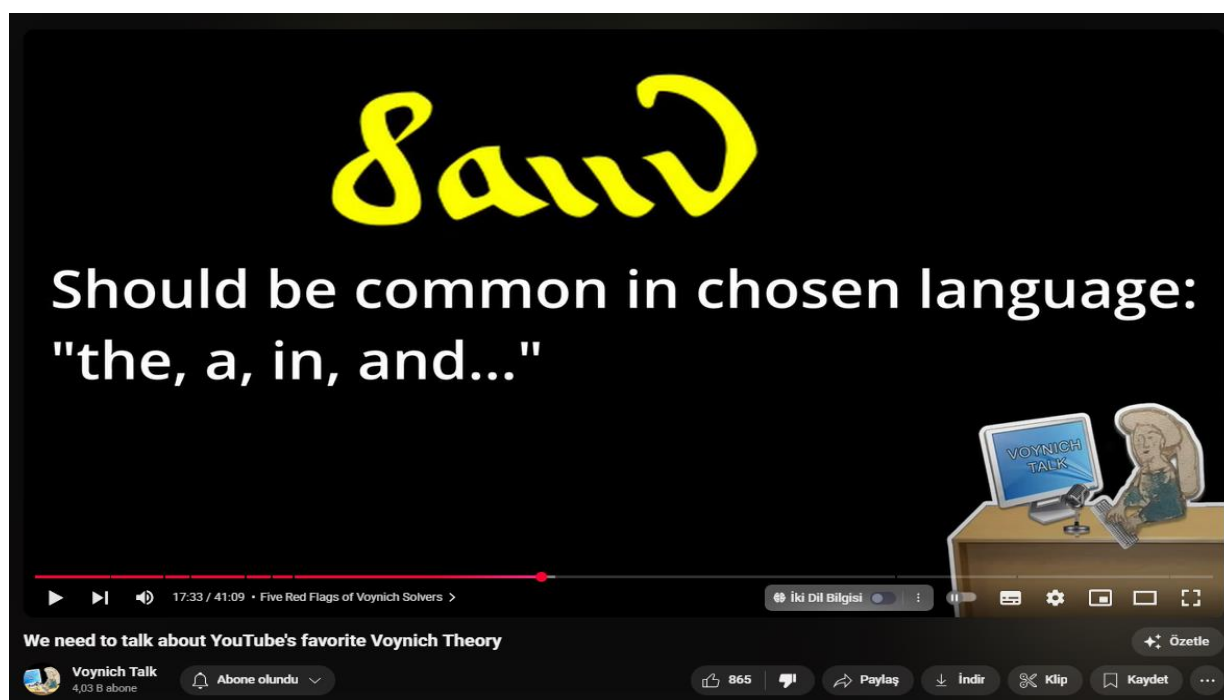 Should be common in chosen language:
"the, a, in, and..."
VOYNICH
TALK
17:33 / 41:09 • Five Red Flags of Voynich Solvers >
İki Dil Bilgisi
We need to talk about YouTube's favorite Voynich Theory
Özetle
Voynich Talk
4,03 B abone
Abone olundu
865
Paylaş
İndir
Klip
Kaydet